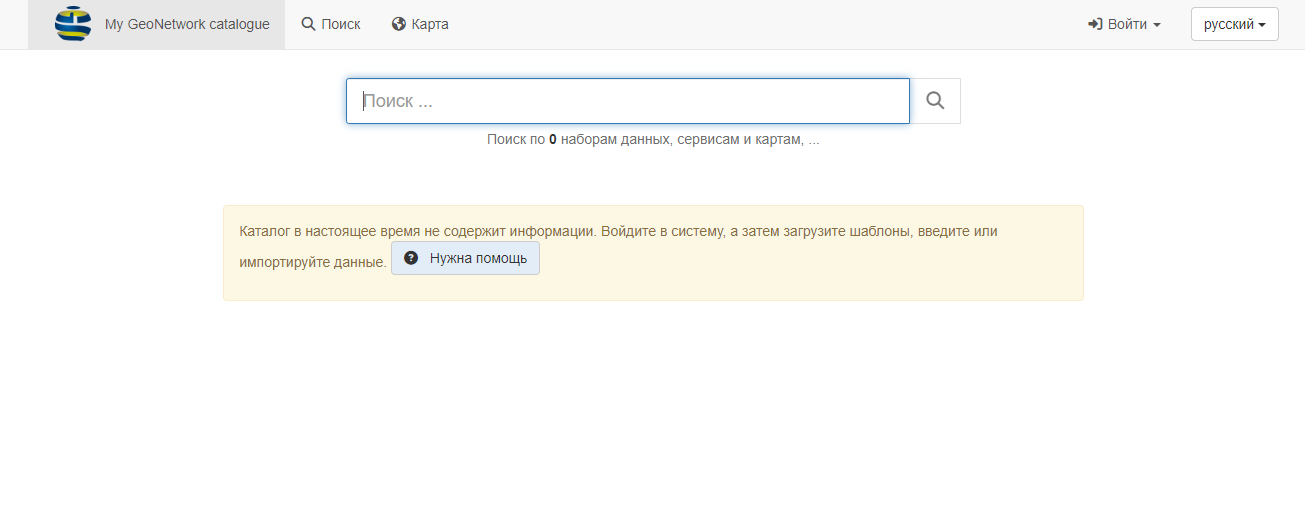 My GeoNetwork catalogue Поиск Карта Войти русский
Поиск ...
Поиск по 0 наборам данных, сервисам и картам, ...
Каталог в настоящее время не содержит информации. Войдите в систему, а затем загрузите шаблоны, введите или
импортируйте данные. Нужна помощь